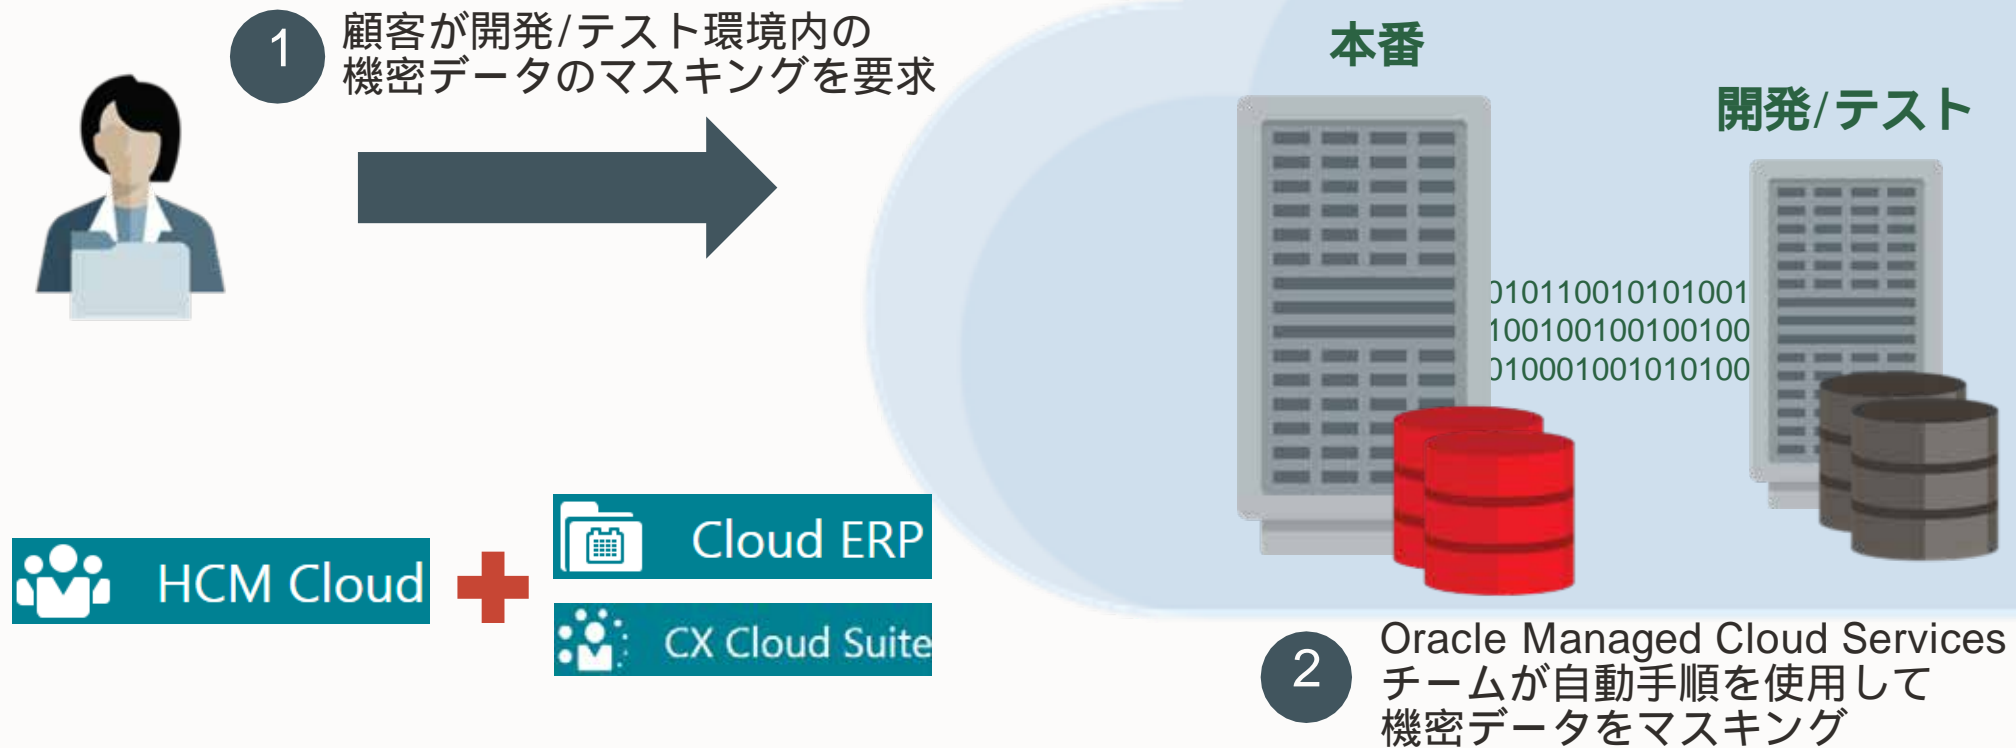 1
顧客が開発/テスト環境内の
機密データのマスキングを要求
本番
開発/テスト
010110010101001
100100100100100
010001001010100
HCM Cloud
Cloud ERP
CX Cloud Suite
2
Oracle Managed Cloud Services
チームが自動手順を使用して
機密データをマスキング